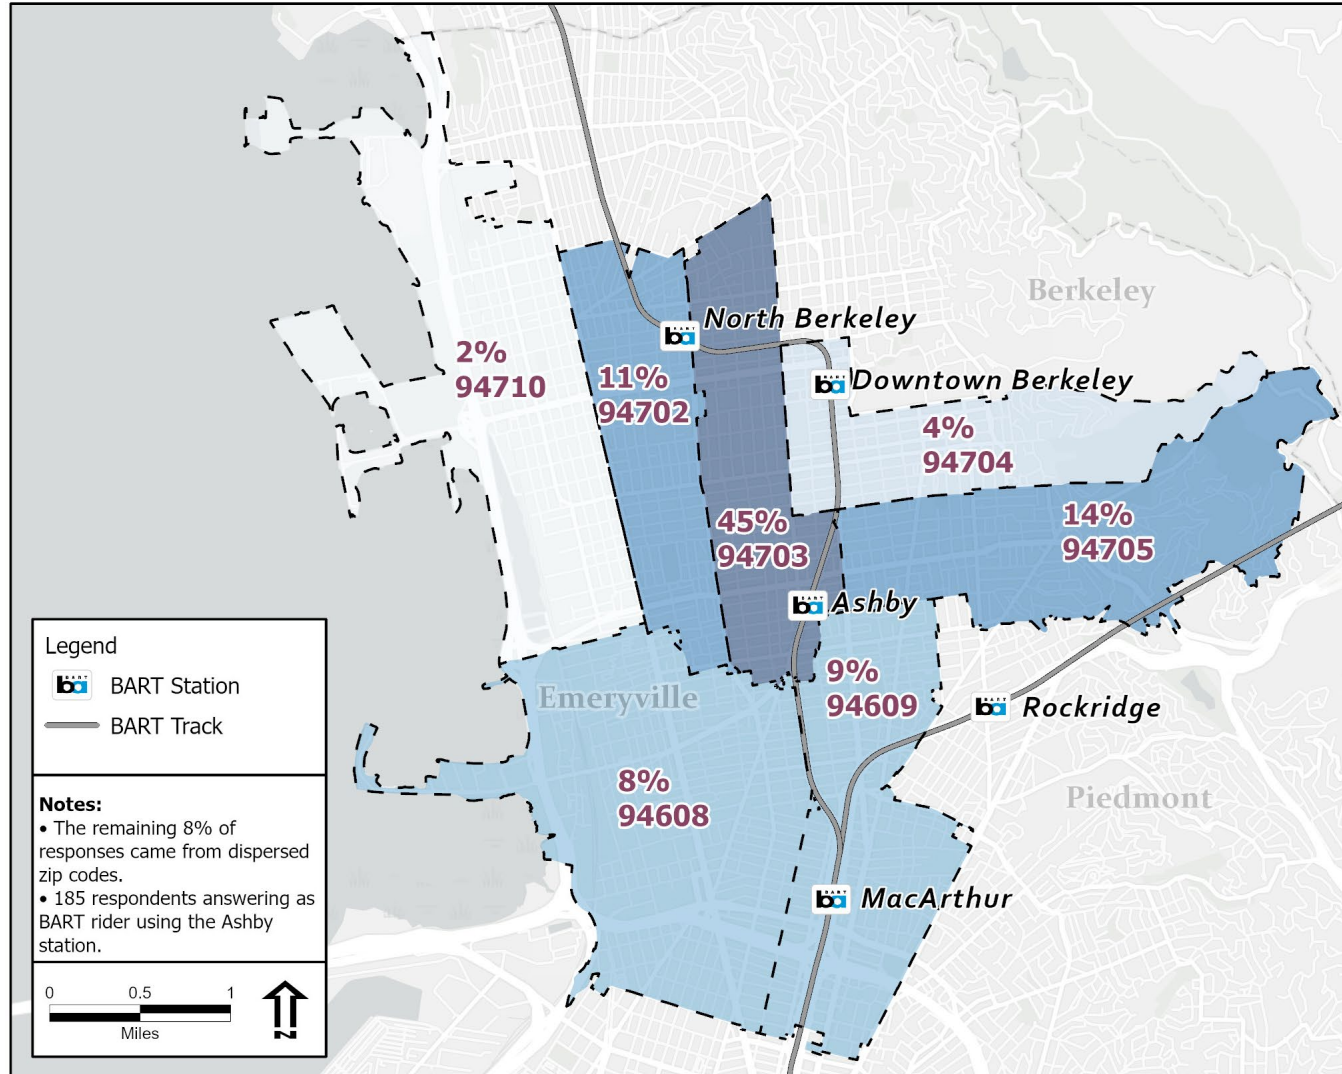 Berkeley
North Berkeley
2%
94710
11%
94702
Downtown Berkeley
4%
94704
45%
94703
14%
94705
Ashby
9%
94609
Emeryville
Rockridge
8%
94608
Piedmont
MacArthur
Legend
BART
ba
BART Station
BART Track
Notes:
• The remaining 8% of
responses came from dispersed
zip codes.
• 185 respondents answering as
BART rider using the Ashby
station.
0 0.5 1
Miles
N